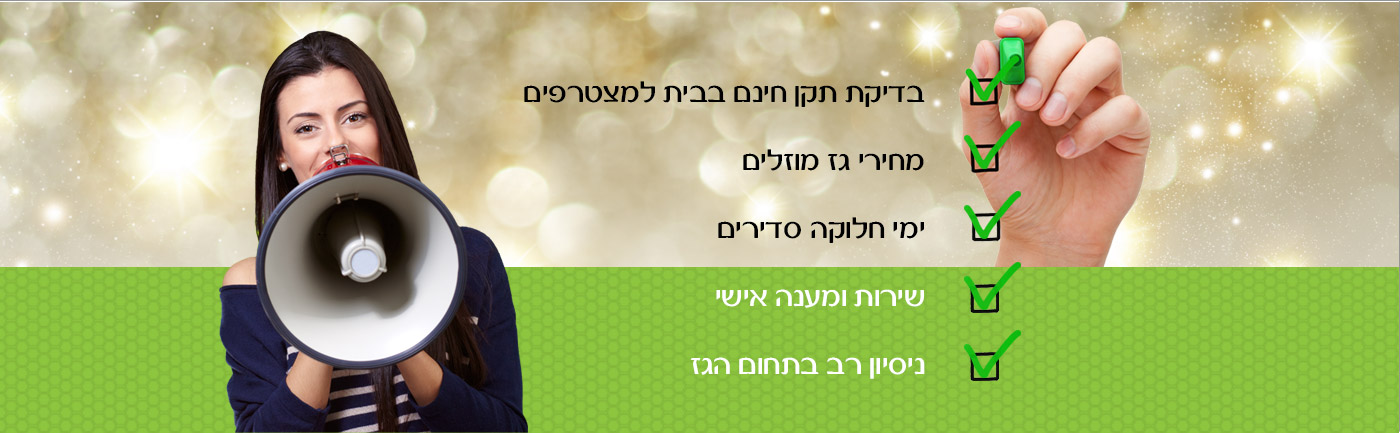 בדיקת תקן חינם בבית למצטרפים
מחירי גז מוזלים
ימי חלוקה סדירים
שירות ומענה אישי
ניסיון רב בתחום הגז